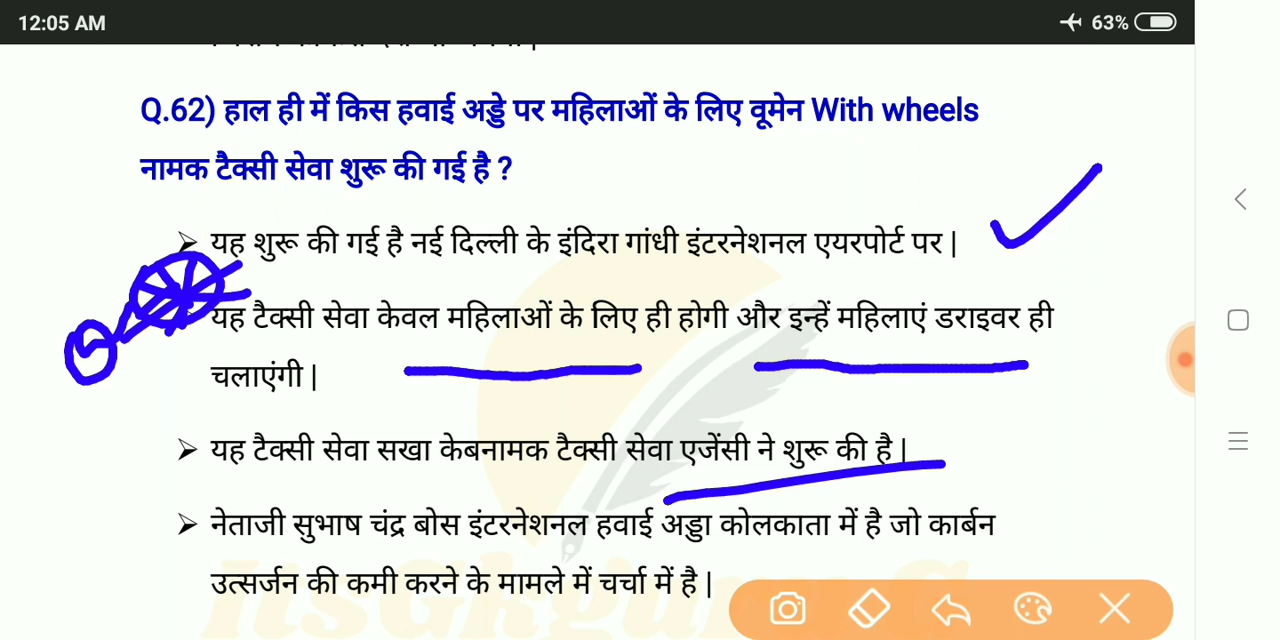 12:05 AM
63%
Q.62) हाल ही में किस हवाई अड्डे पर महिलाओं के लिए वूमेन With wheels
नामक टैक्सी सेवा शुरू की गई है ?
यह शुरू की गई है नई दिल्ली के इंदिरा गांधी इंटरनेशनल एयरपोर्ट पर|
यह टैक्सी सेवा केवल महिलाओं के लिए ही होगी और इन्हें महिलाएं डराइवर ही
चलाएंगी|
यह टैक्सी सेवा सखा केबनामक टैक्सी सेवा एजेंसी ने शुरू की है|
नेताजी सुभाष चंद्र बोस इंटरनेशनल हवाई अड्डा कोलकाता में है जो कार्बन
उत्सर्जन की कमी करने के मामले में चर्चा में है|